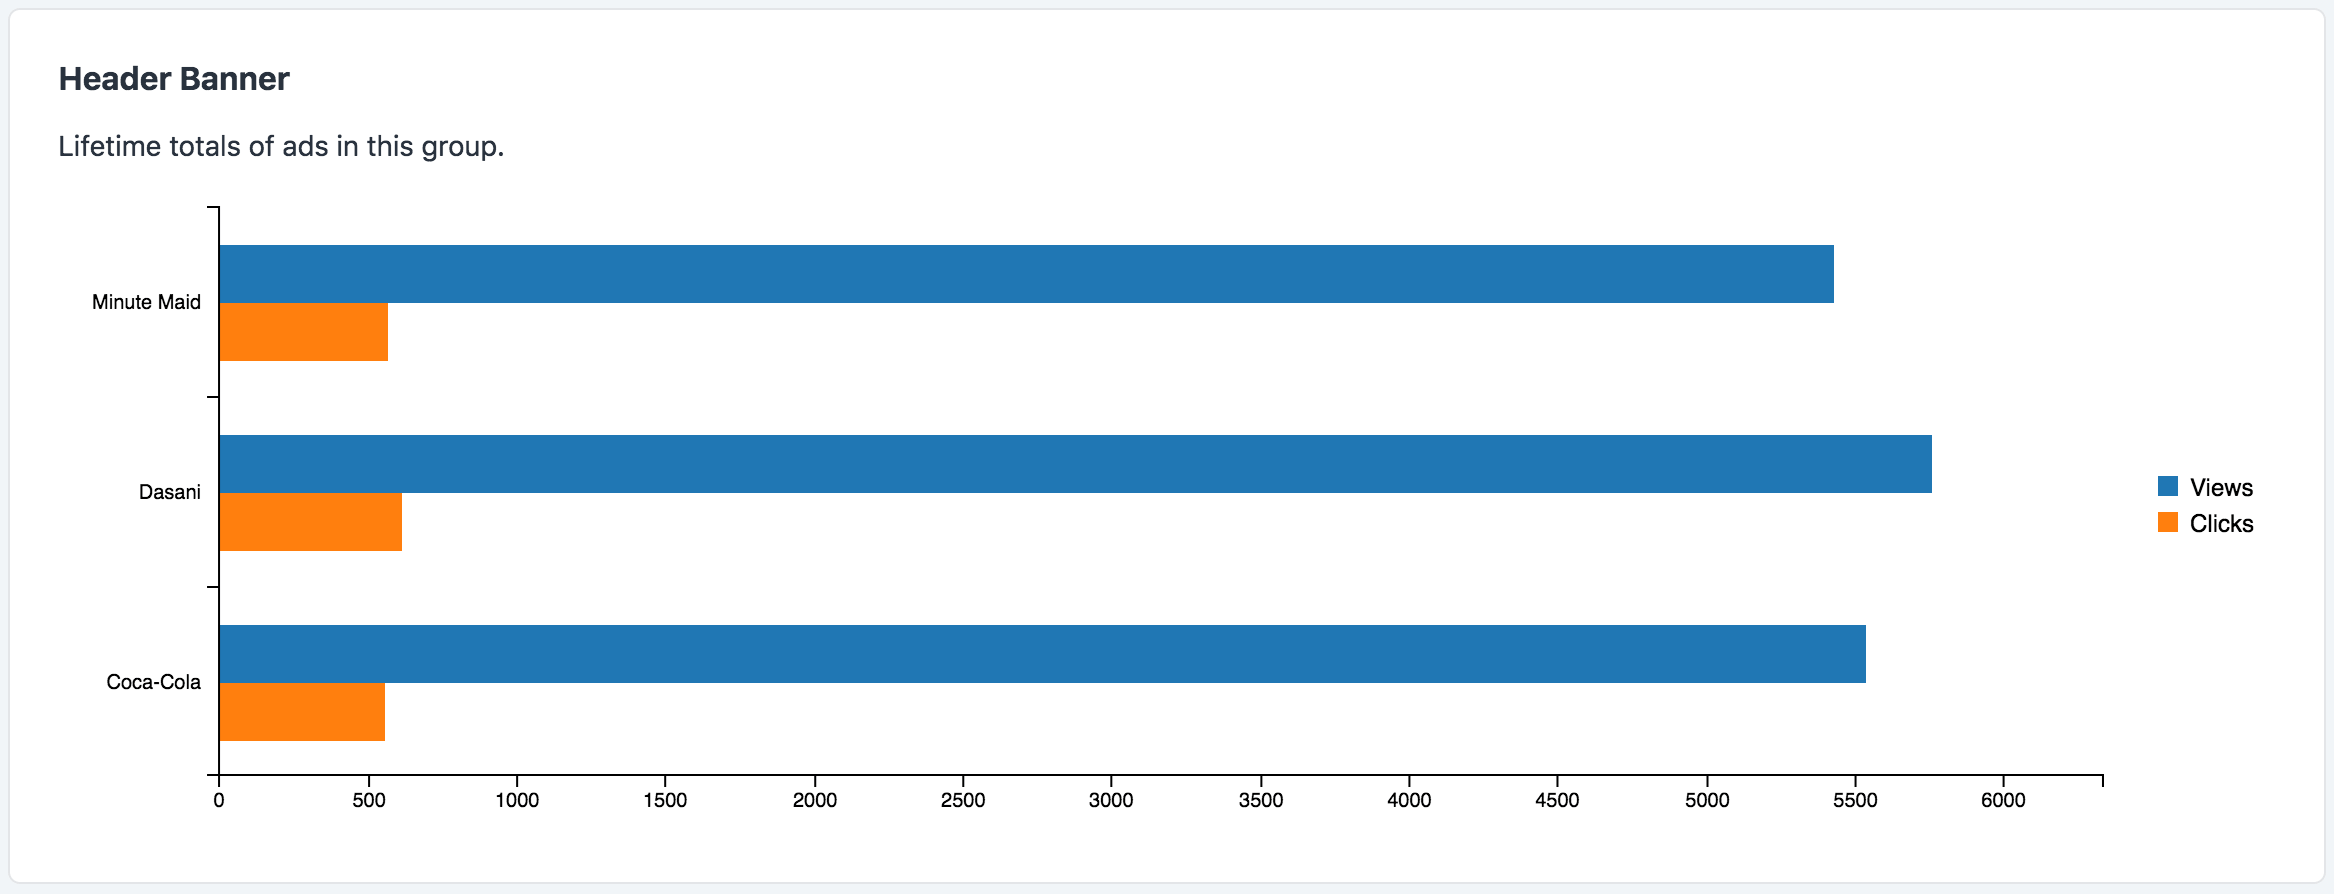 Header Banner
Lifetime totals of ads in this group.
Minute Maid
Dasani
Coca-Cola
Views
Clicks
0 500 1000 1500 2000 2500 3000 3500 4000 4500 5000 5500 6000